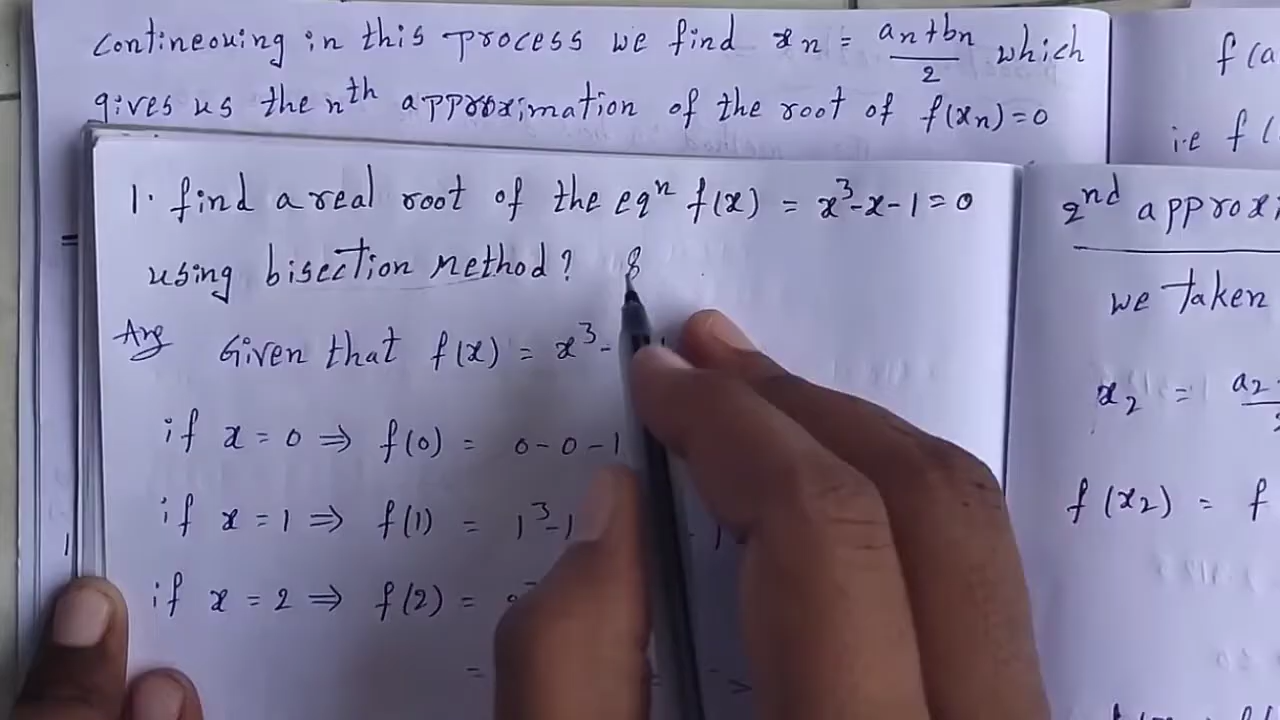 contineouing in this process we find xn = an+bn/2 which
gives us the nth approximation of the root of f(xn)=0
1. find a real root of the eqn f(x) = x³-x-1=0
using bisection method? 8
Ans Given that f(x) = x³-
if x=0 ⇒ f(0) = 0-0-1
if x=1 ⇒ f(1) = 1³-1
if x=2 ⇒ f(2) =
=
f(a
i.e f(
2nd approxi
we taken
x2 = a2
f(x2) = f